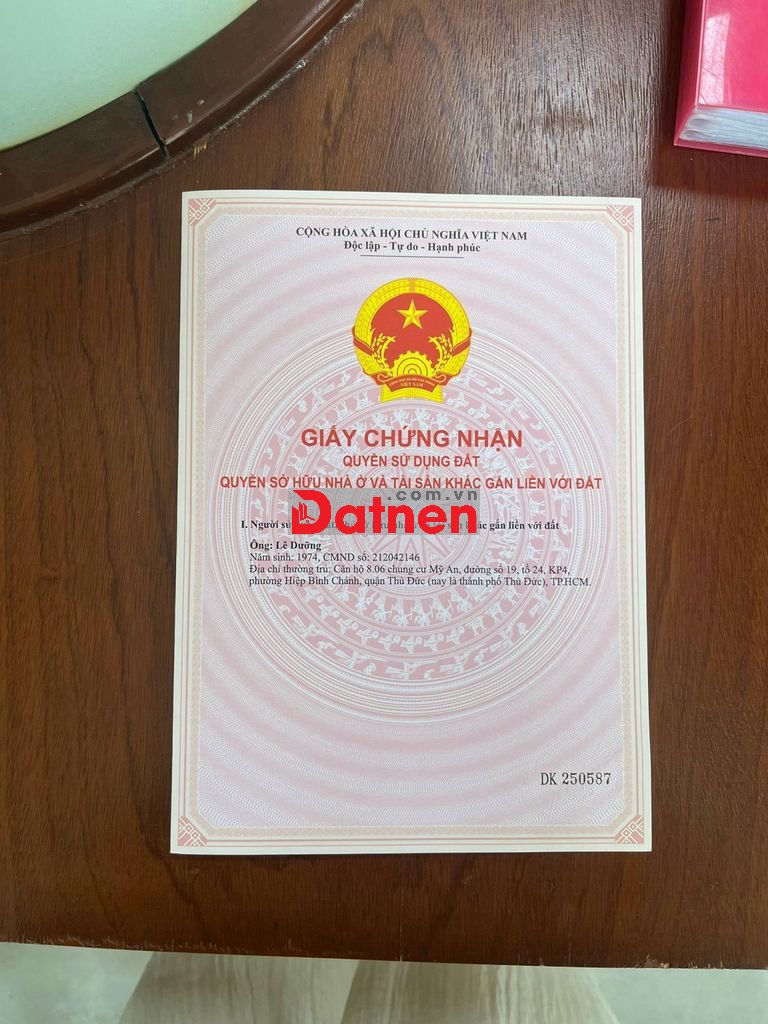 CỘNG HÒA XÃ HỘI CHỦ NGHĨA VIỆT NAM
Độc lập - Tự do - Hạnh phúc
VIỆT NAM
GIẤY CHỨNG NHẬN
QUYỀN SỬ DỤNG ĐẤT
QUYỀN SỞ HỮU NHÀ Ở VÀ TÀI SẢN KHÁC GẮN LIỀN VỚI ĐẤT
.com.vn
Datnen
I. Người sử khác gắn liền với đất
Ông: Lê Dưỡng
Năm sinh: 1974, CMND số: 212042146
Địa chỉ thường trú: Căn hộ 8.06 chung cư Mỹ An, đường số 19, tổ 24, KP4,
phường Hiệp Bình Chánh, quận Thủ Đức (nay là thành phố Thủ Đức), TP.HCM.
DK 250587